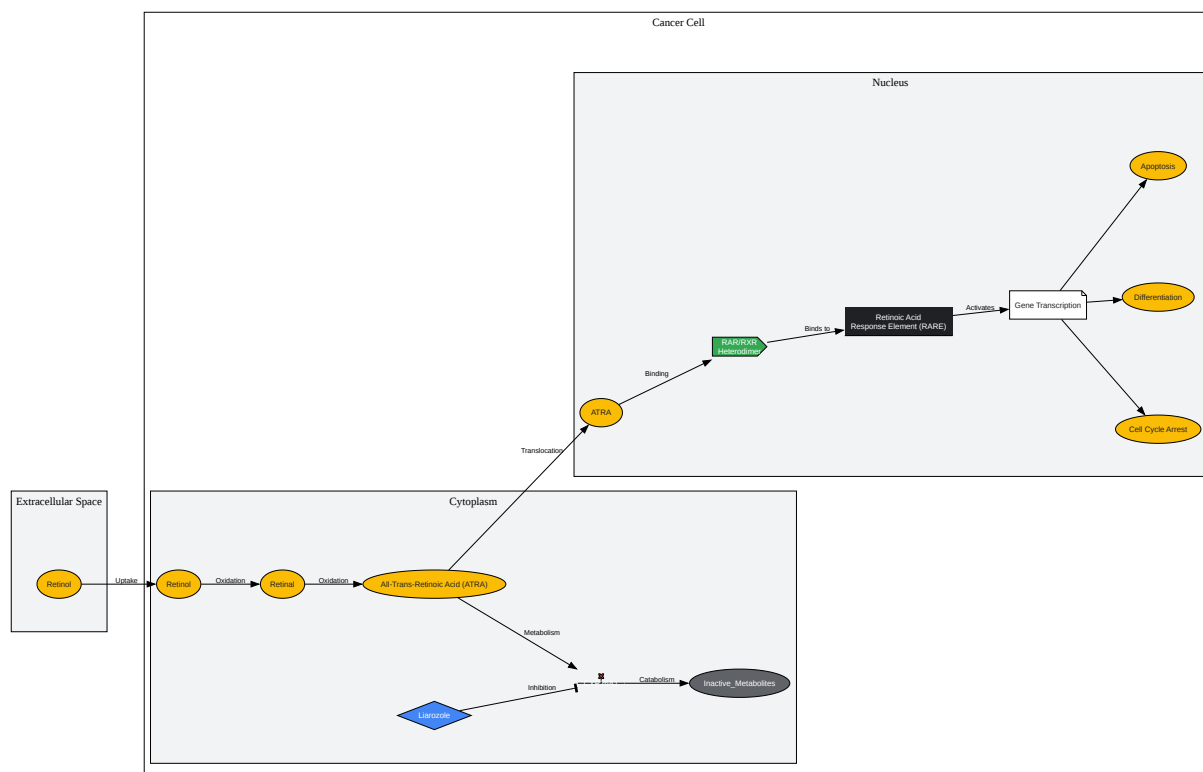 Cancer Cell
Nucleus
Apoptosis
Differentiation
Gene Transcription
Activates
Retinoic Acid
Response Element (RARE)
Binds to
RAR/RXR
Heterodimer
Binding
ATRA
Cell Cycle Arrest
Translocation
Extracellular Space
Cytoplasm
Retinol
Uptake
Retinol
Oxidation
Retinal
Oxidation
All-Trans-Retinoic Acid (ATRA)
Metabolism
Inhibition
Catabolism
Inactive_Metabolites
Liarozole